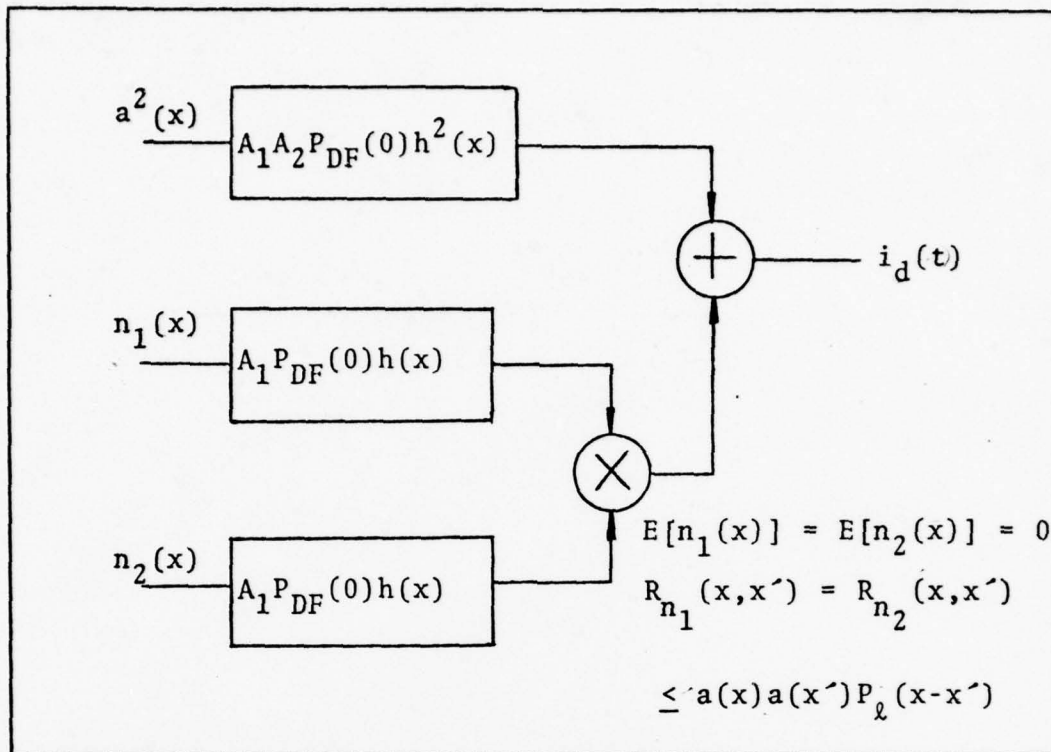 a²(x)
A₁A₂P_DF(0)h²(x)
i_d(t)
n₁(x)
A₁P_DF(0)h(x)
n₂(x)
A₁P_DF(0)h(x)
E[n₁(x)] = E[n₂(x)] = 0
R_n₁(x,x´) = R_n₂(x,x´)
≤ a(x)a(x´)P_ℓ(x-x´)